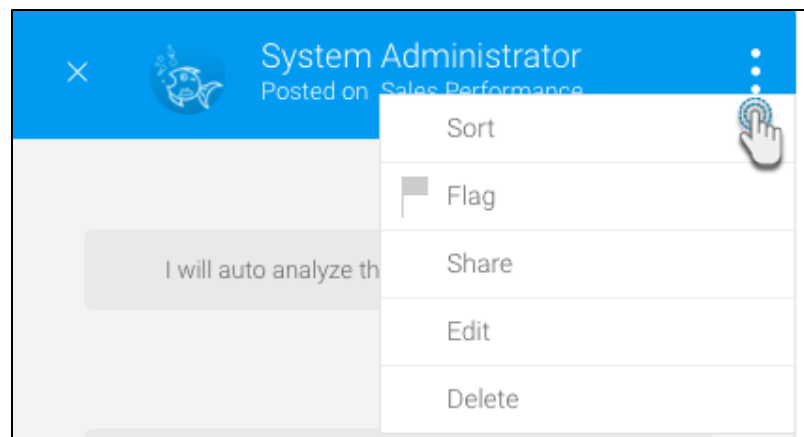 System Administrator
Posted on Sales Performance
Sort
Flag
I will auto analyze th
Share
Edit
Delete